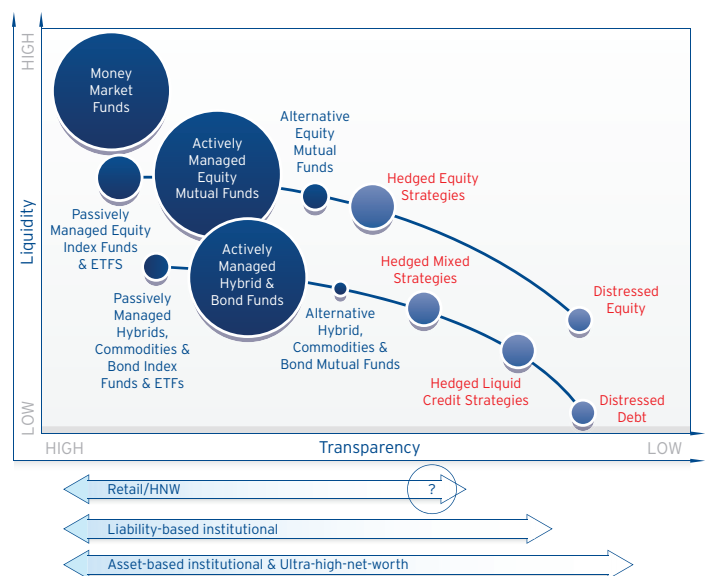 HIGH
Liquidity
LOW
Money
Market
Funds
Actively
Managed
Equity
Mutual Funds
Alternative
Equity
Mutual
Funds
Hedged Equity
Strategies
Passively
Managed Equity
Index Funds
& ETFS
Actively
Managed
Hybrid &
Bond Funds
Hedged Mixed
Strategies
Distressed
Equity
Passively
Managed
Hybrids,
Commodities &
Bond Index
Funds & ETFs
Alternative
Hybrid,
Commodities &
Bond Mutual Funds
Hedged Liquid
Credit Strategies
Distressed
Debt
HIGH
Transparency
LOW
Retail/HNW
?
Liability-based institutional
Asset-based institutional & Ultra-high-net-worth